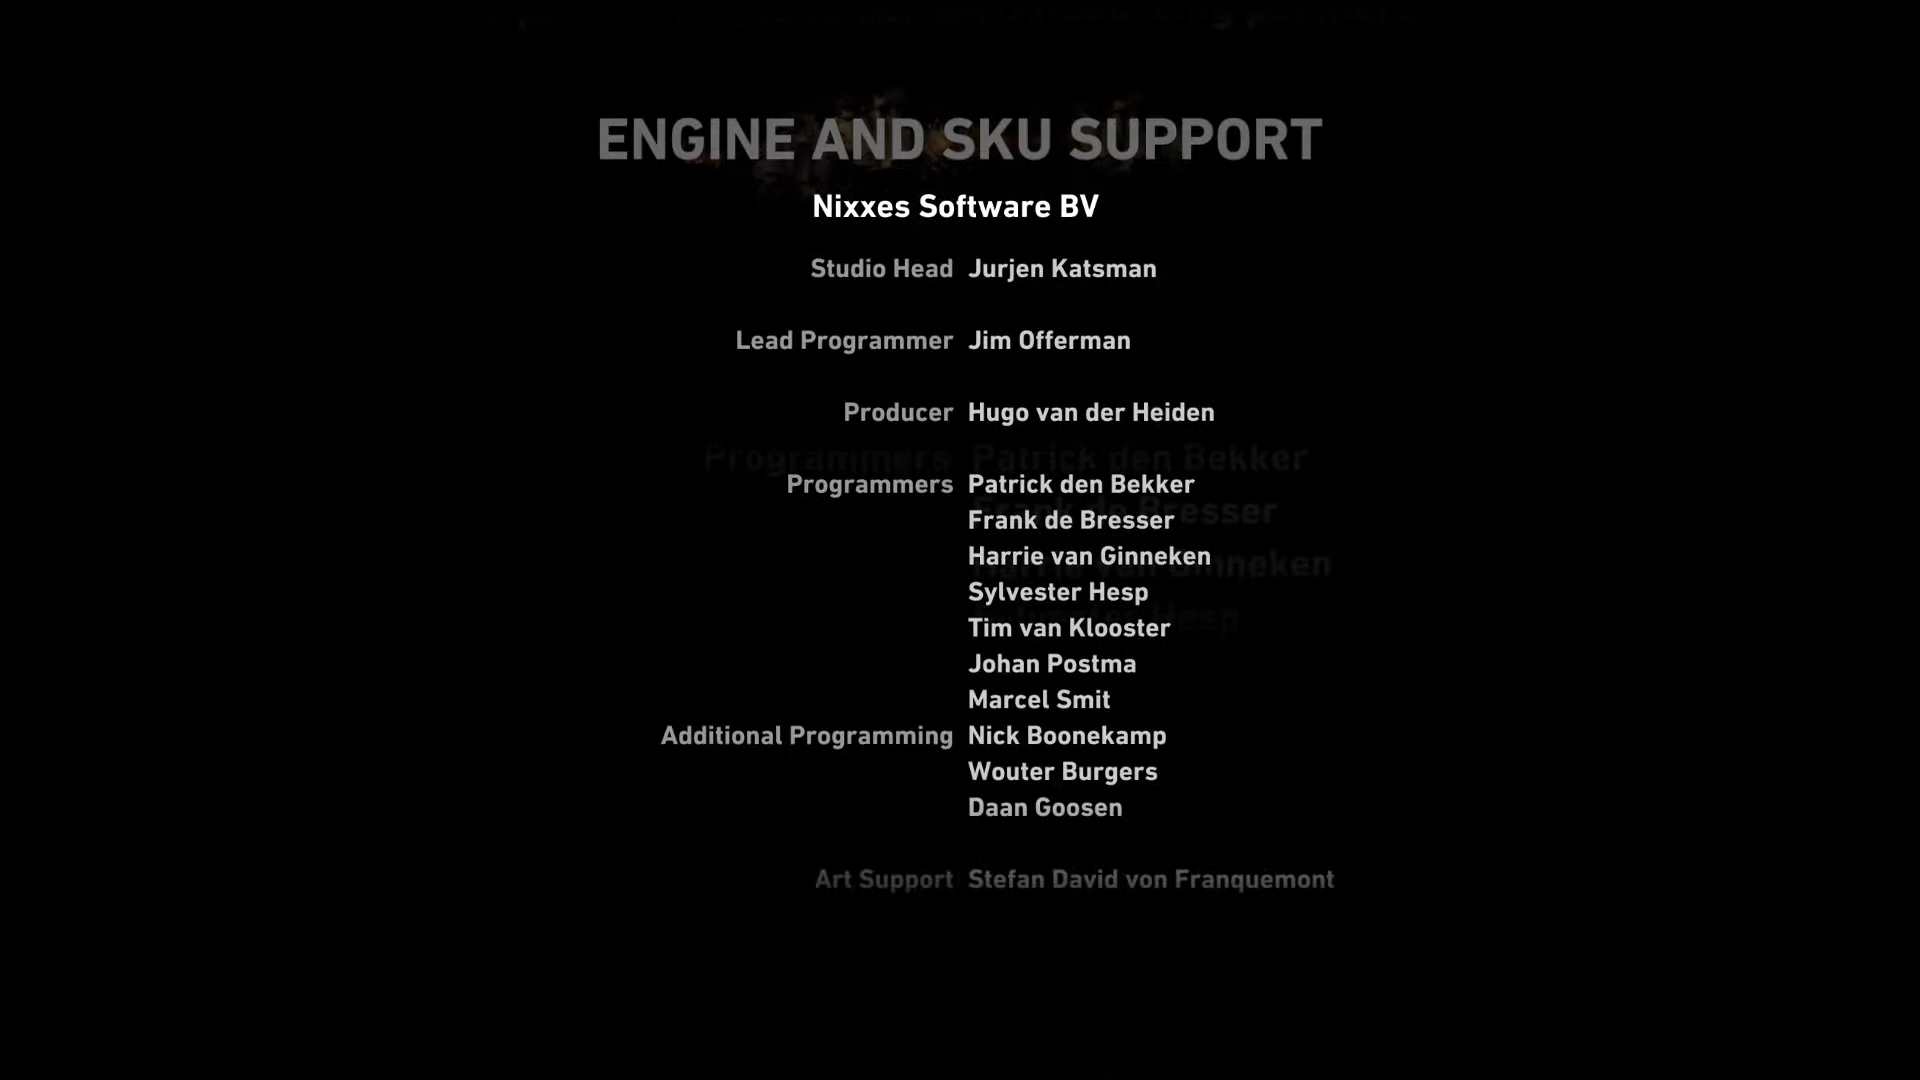 ENGINE AND SKU SUPPORT
Nixxes Software BV
Studio Head Jurjen Katsman
Lead Programmer Jim Offerman
Producer Hugo van der Heiden
Programmers Patrick den Bekker
Frank de Bresser
Harrie van Ginneken
Sylvester Hesp
Tim van Klooster
Johan Postma
Marcel Smit
Additional Programming Nick Boonekamp
Wouter Burgers
Daan Goosen
Art Support Stefan David von Franquemont